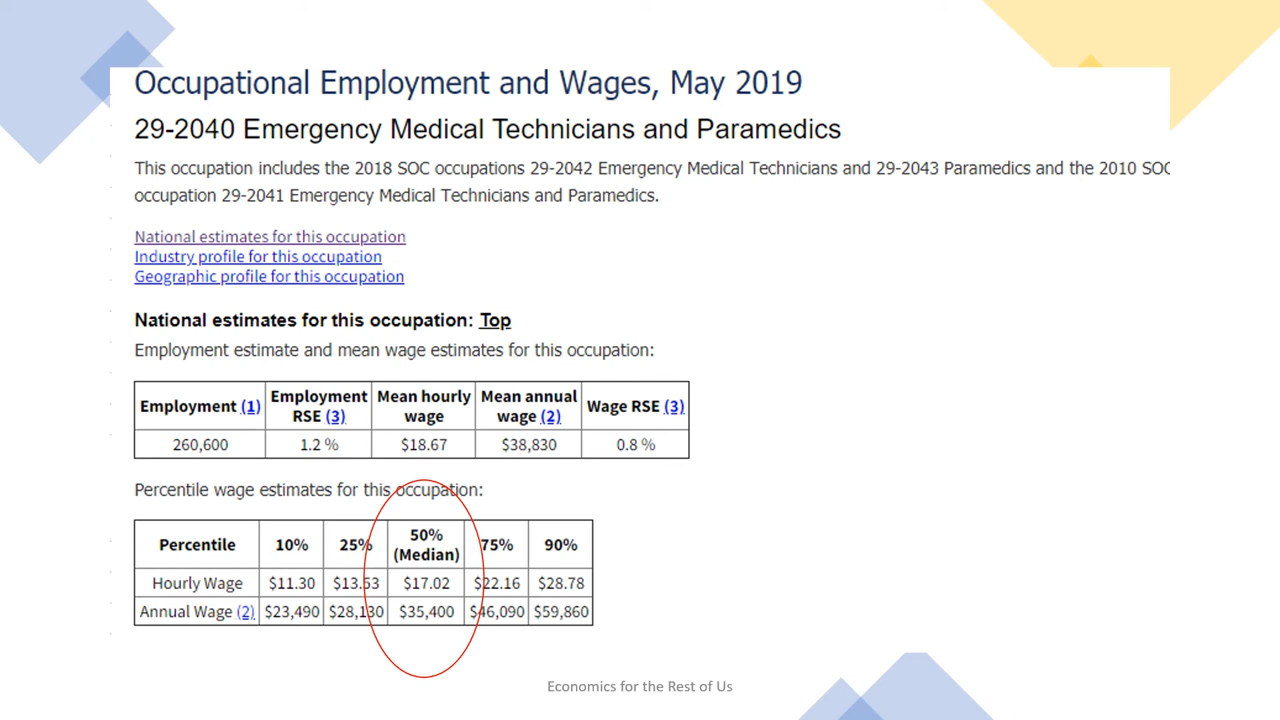 Occupational Employment and Wages, May 2019
29-2040 Emergency Medical Technicians and Paramedics
This occupation includes the 2018 SOC occupations 29-2042 Emergency Medical Technicians and 29-2043 Paramedics and the 2010 SOC
occupation 29-2041 Emergency Medical Technicians and Paramedics.
National estimates for this occupation
Industry profile for this occupation
Geographic profile for this occupation
National estimates for this occupation: Top
Employment estimate and mean wage estimates for this occupation:
Employment (1) Employment RSE (3) Mean hourly wage Mean annual wage (2) Wage RSE (3)
260,600 1.2 % $18.67 $38,830 0.8 %
Percentile wage estimates for this occupation:
Percentile 10% 25% 50% (Median) 75% 90%
Hourly Wage $11.30 $13.53 $17.02 $22.16 $28.78
Annual Wage (2) $23,490 $28,130 $35,400 $46,090 $59,860
Economics for the Rest of Us